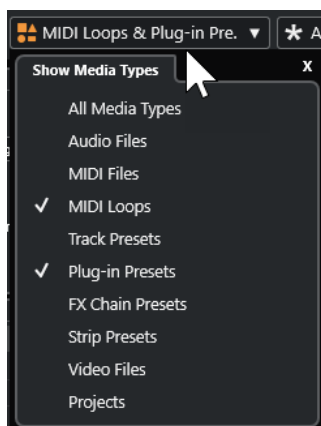 MIDI Loops & Plug-in Pre. ▼ A
Show Media Types x
All Media Types
Audio Files
MIDI Files
✓ MIDI Loops
Track Presets
✓ Plug-in Presets
FX Chain Presets
Strip Presets
Video Files
Projects